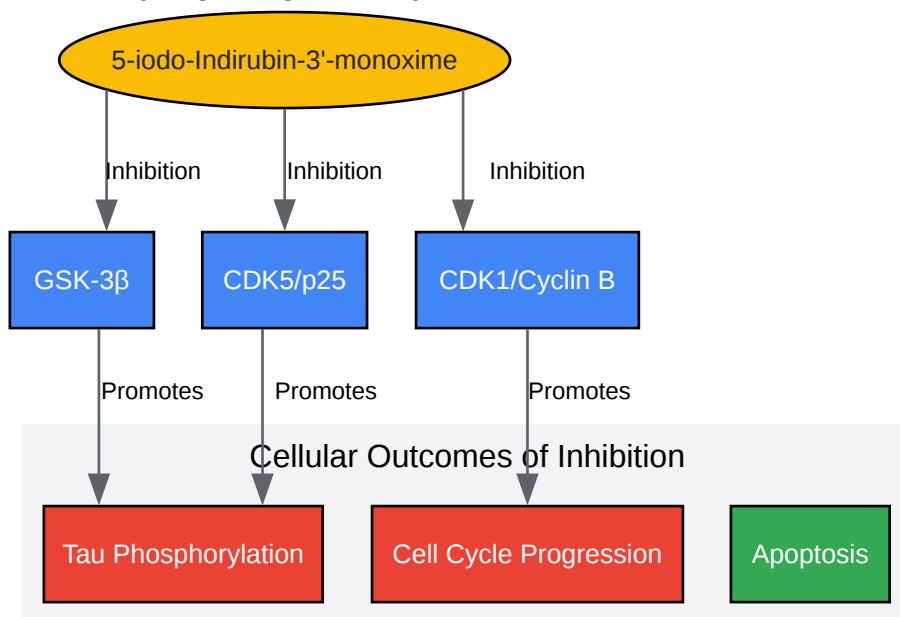 5-iodo-Indirubin-3'-monoxime
Inhibition Inhibition Inhibition
GSK-3β CDK5/p25 CDK1/Cyclin B
Promotes Promotes Promotes
Cellular Outcomes of Inhibition
Tau Phosphorylation Cell Cycle Progression Apoptosis